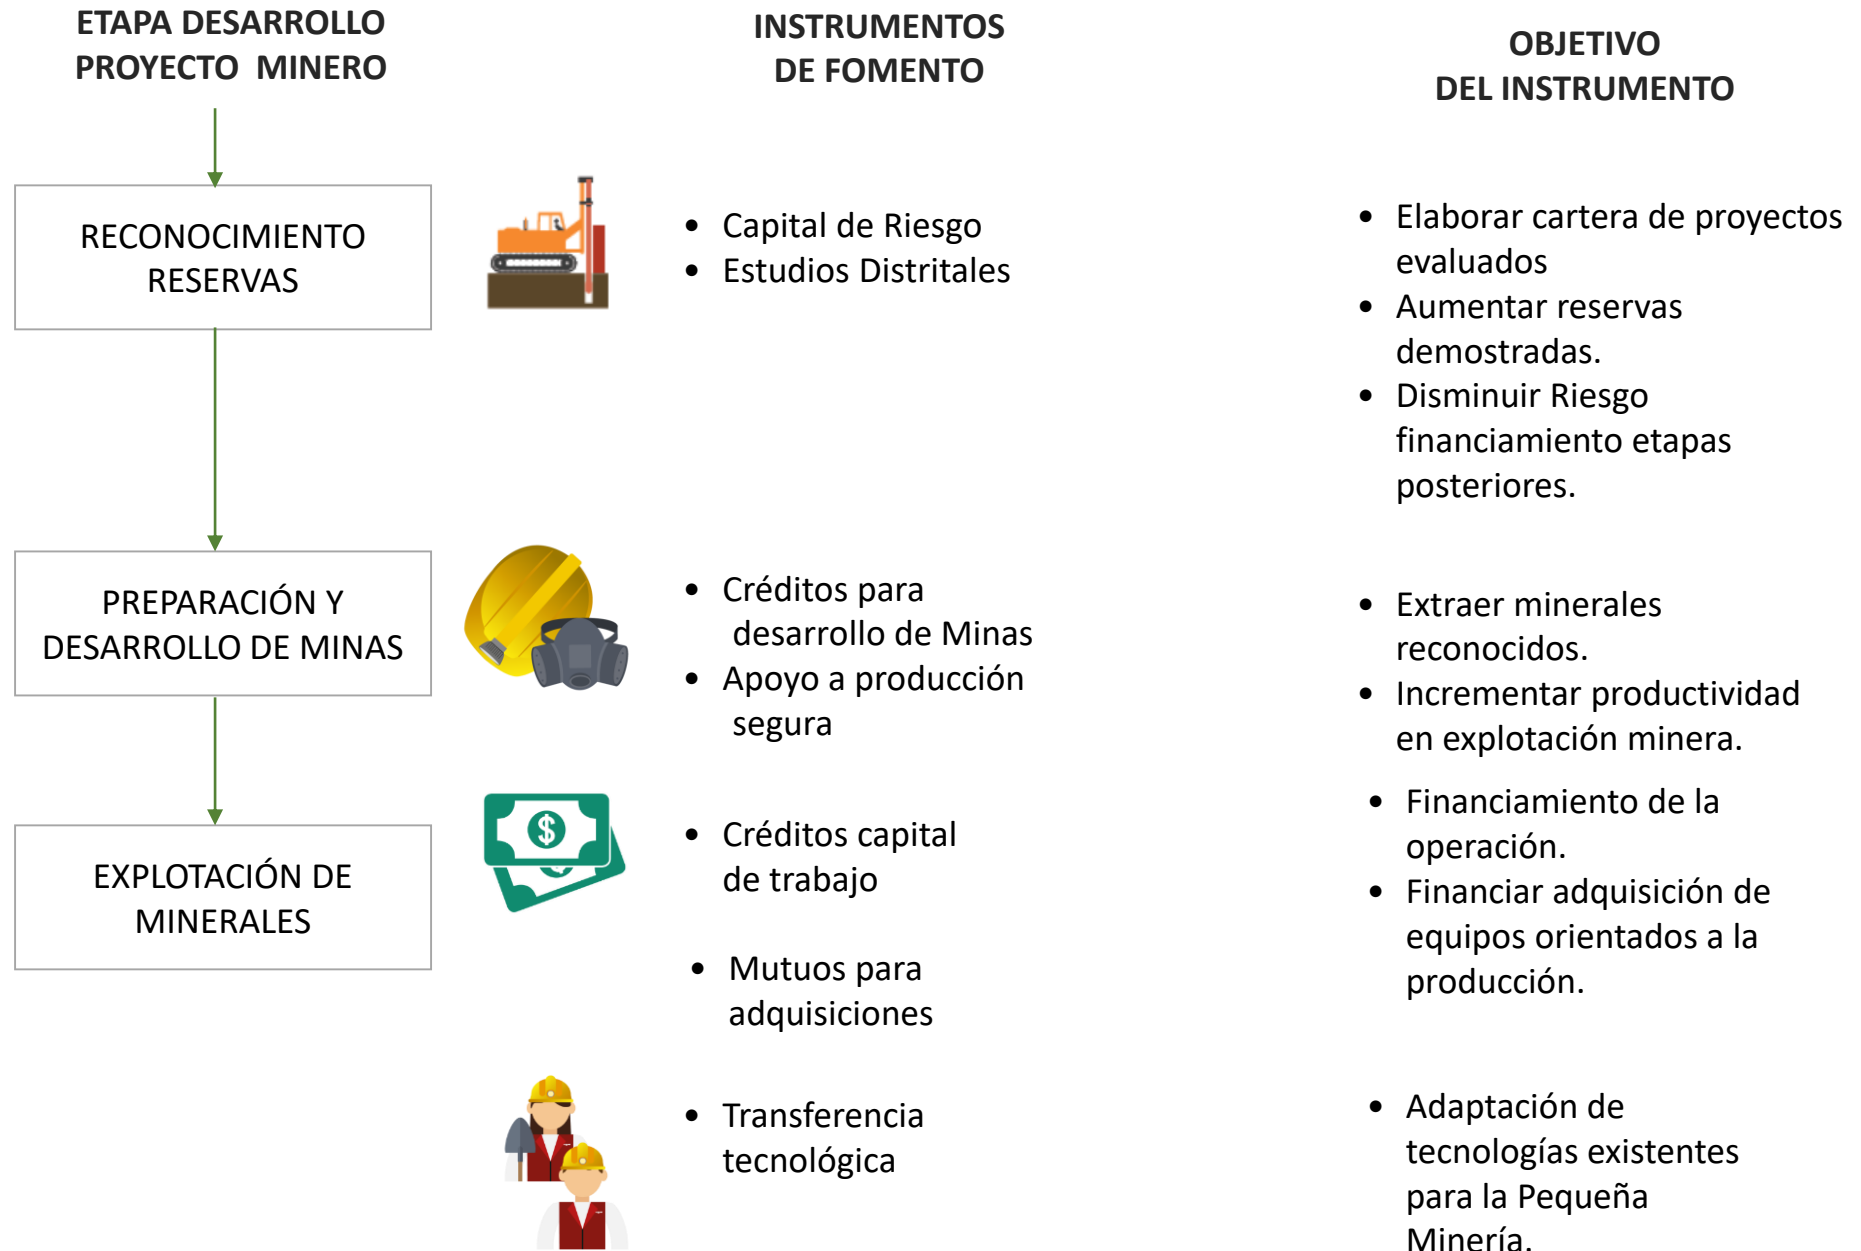 ETAPA DESARROLLO
PROYECTO MINERO
INSTRUMENTOS
DE FOMENTO
OBJETIVO
DEL INSTRUMENTO
RECONOCIMIENTO
RESERVAS
• Capital de Riesgo
• Estudios Distritales
• Elaborar cartera de proyectos
evaluados
• Aumentar reservas
demostradas.
• Disminuir Riesgo
financiamiento etapas
posteriores.
PREPARACIÓN Y
DESARROLLO DE MINAS
• Créditos para
desarrollo de Minas
• Apoyo a producción
segura
• Extraer minerales
reconocidos.
• Incrementar productividad
en explotación minera.
EXPLOTACIÓN DE
MINERALES
$
• Créditos capital
de trabajo
• Mutuos para
adquisiciones
• Financiamiento de la
operación.
• Financiar adquisición de
equipos orientados a la
producción.
• Transferencia
tecnológica
• Adaptación de
tecnologías existentes
para la Pequeña
Minería.